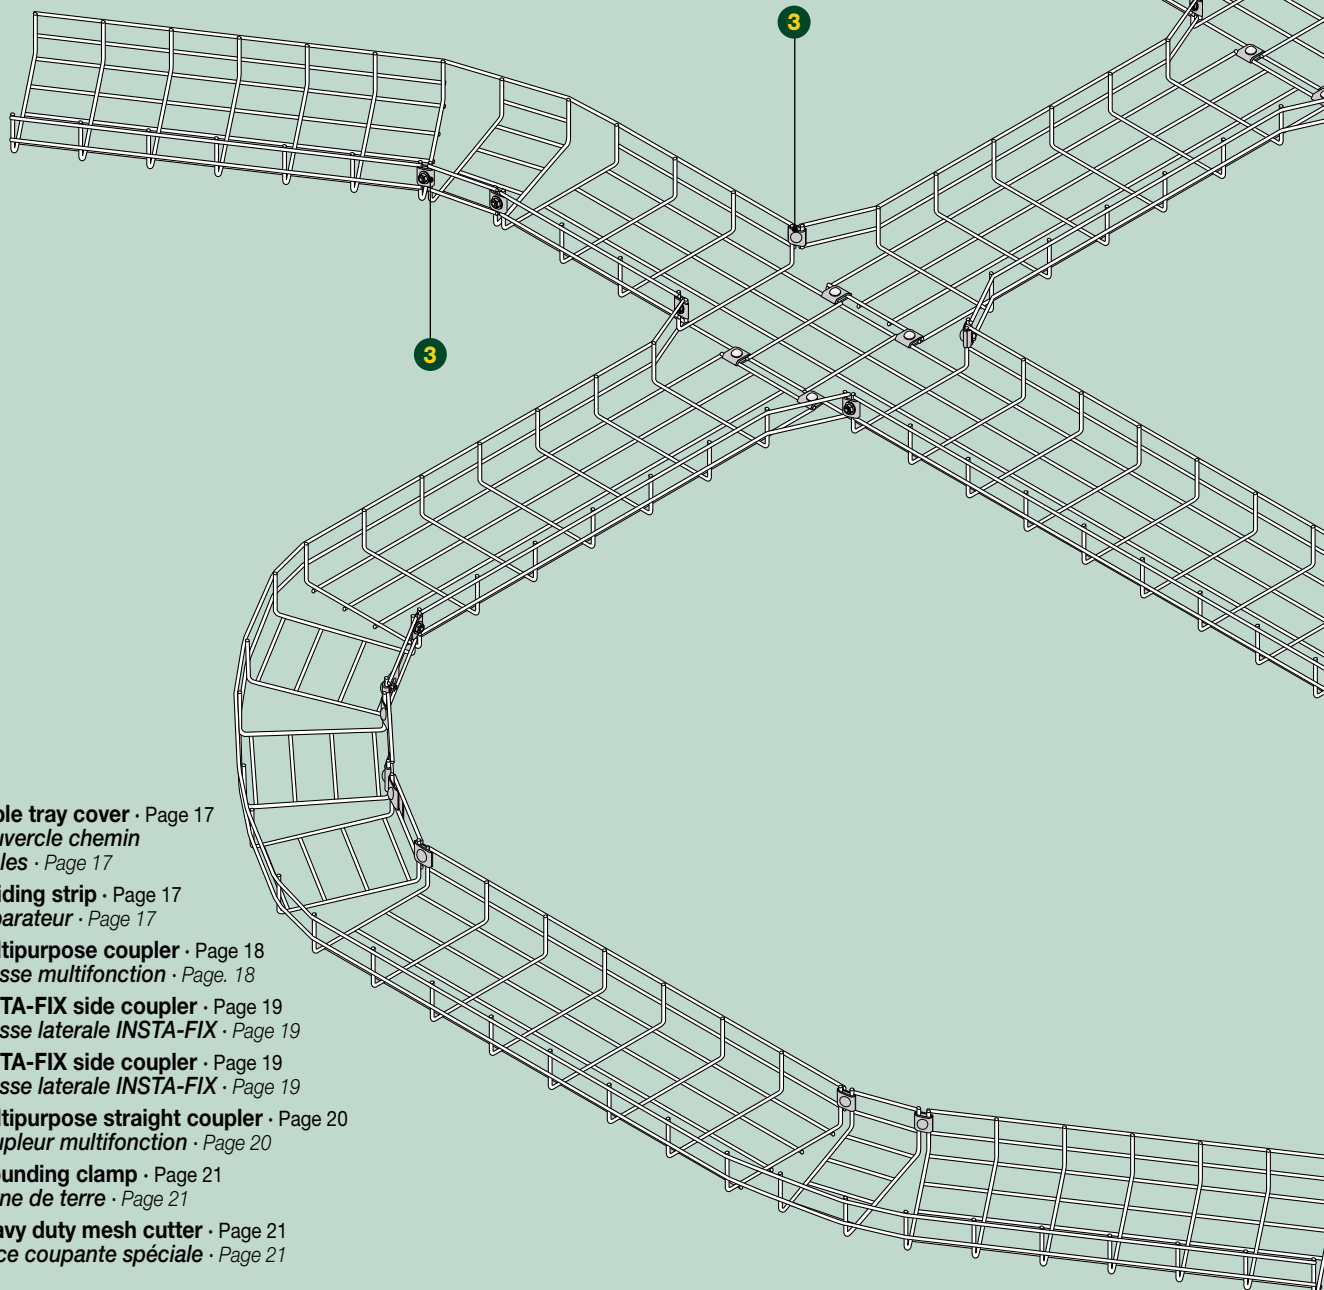 3
3
ble tray cover · Page 17
uvercle chemin
les · Page 17
iding strip · Page 17
parateur · Page 17
ltipurpose coupler · Page 18
sse multifonction · Page. 18
TA-FIX side coupler · Page 19
sse laterale INSTA-FIX · Page 19
TA-FIX side coupler · Page 19
sse laterale INSTA-FIX · Page 19
ltipurpose straight coupler · Page 20
upleur multifonction · Page 20
unding clamp · Page 21
ne de terre · Page 21
avy duty mesh cutter · Page 21
ce coupante spéciale · Page 21